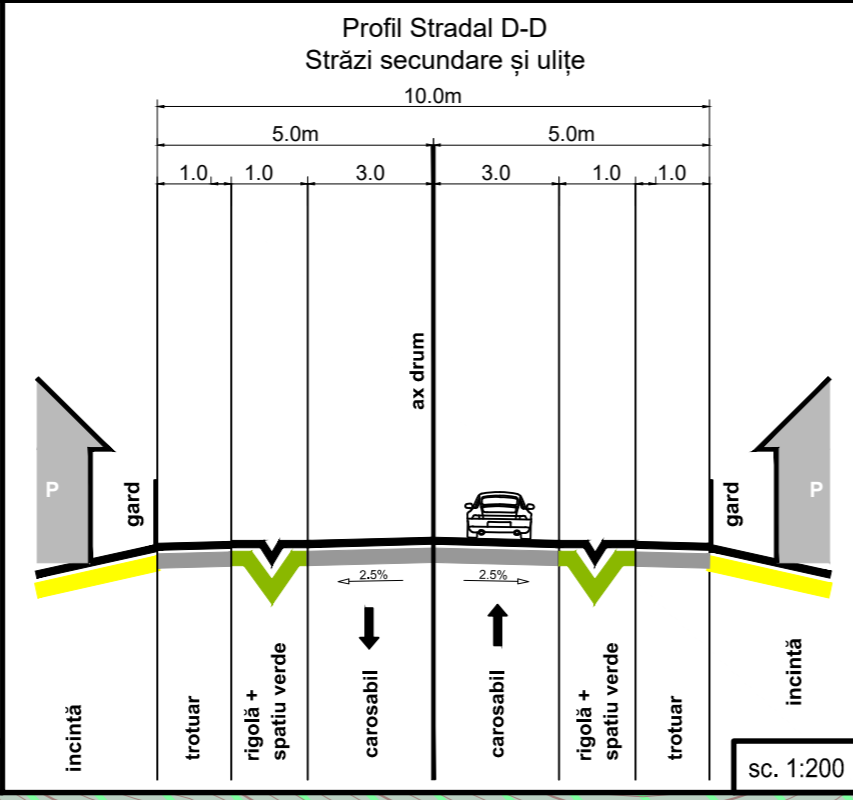 Profil Stradal D-D
Străzi secundare și ulițe
10.0m
5.0m 5.0m
1.0 1.0 3.0 3.0 1.0 1.0
ax drum
P gard gard P
2.5% 2.5%
incintă
trotuar
rigolă +
spatiu verde
carosabil
carosabil
rigolă +
spatiu verde
trotuar
incintă
sc. 1:200